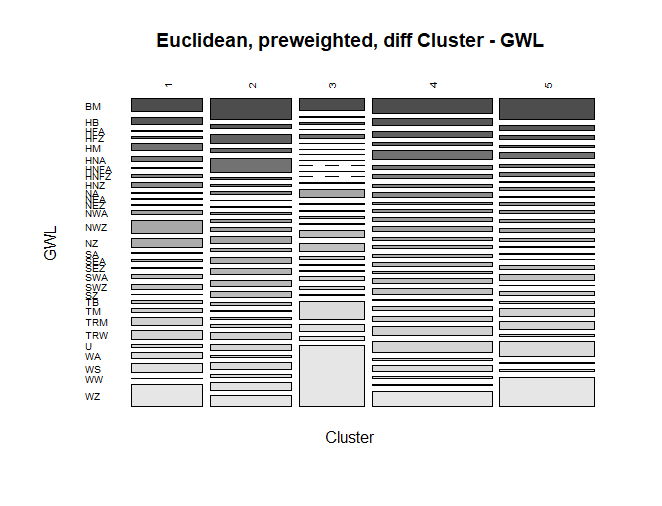 Euclidean, preweighted, diff Cluster - GWL
1 2 3 4 5
BM
HB
HFA
HFZ
HM
HNA
HNFA
HNFZ
HNZ
NA
NEA
NEZ
NWA
NWZ
NZ
SA
SEA
SEZ
SWA
SWZ
SZ
TB
TM
TRM
TRW
U
WA
WS
WW
WZ
GWL
Cluster